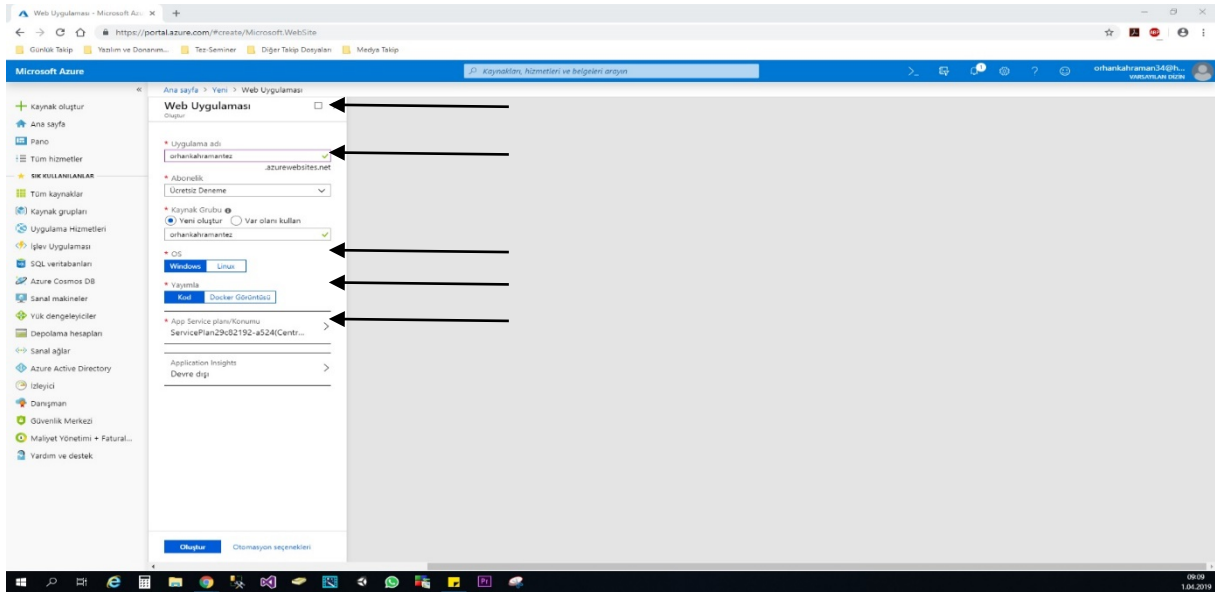 Web Uygulaması - Microsoft Azu
https://portal.azure.com/#create/Microsoft.WebSite
Günlük Takip
Yazılım ve Donanım...
Tez-Seminer
Diğer Takip Dosyaları
Medya Takip
Microsoft Azure
Kaynakları, hizmetleri ve belgeleri arayın
orhankahraman34@h...
VARSAYILAN DİZİN
Ana sayfa > Yeni > Web Uygulaması
Kaynak oluştur
Ana sayfa
Pano
Tüm hizmetler
SIK KULLANILANLAR
Tüm kaynaklar
Kaynak grupları
Uygulama Hizmetleri
İşlev Uygulaması
SQL veritabanları
Azure Cosmos DB
Sanal makineler
Yük dengeleyiciler
Depolama hesapları
Sanal ağlar
Azure Active Directory
İzleyici
Danışman
Güvenlik Merkezi
Maliyet Yönetimi + Fatural...
Yardım ve destek
Web Uygulaması
Oluştur
* Uygulama adı
orhankahramantez
.azurewebsites.net
* Abonelik
Ücretsiz Deneme
* Kaynak Grubu
Yeni oluştur Var olanı kullan
orhankahramantez
* OS
Windows Linux
* Yayımla
Kod Docker Görüntüsü
* App Service planı/Konumu
ServicePlan29c82192-a524(Centr...
Application Insights
Devre dışı
Oluştur Otomasyon seçenekleri
09:09
1.04.2019